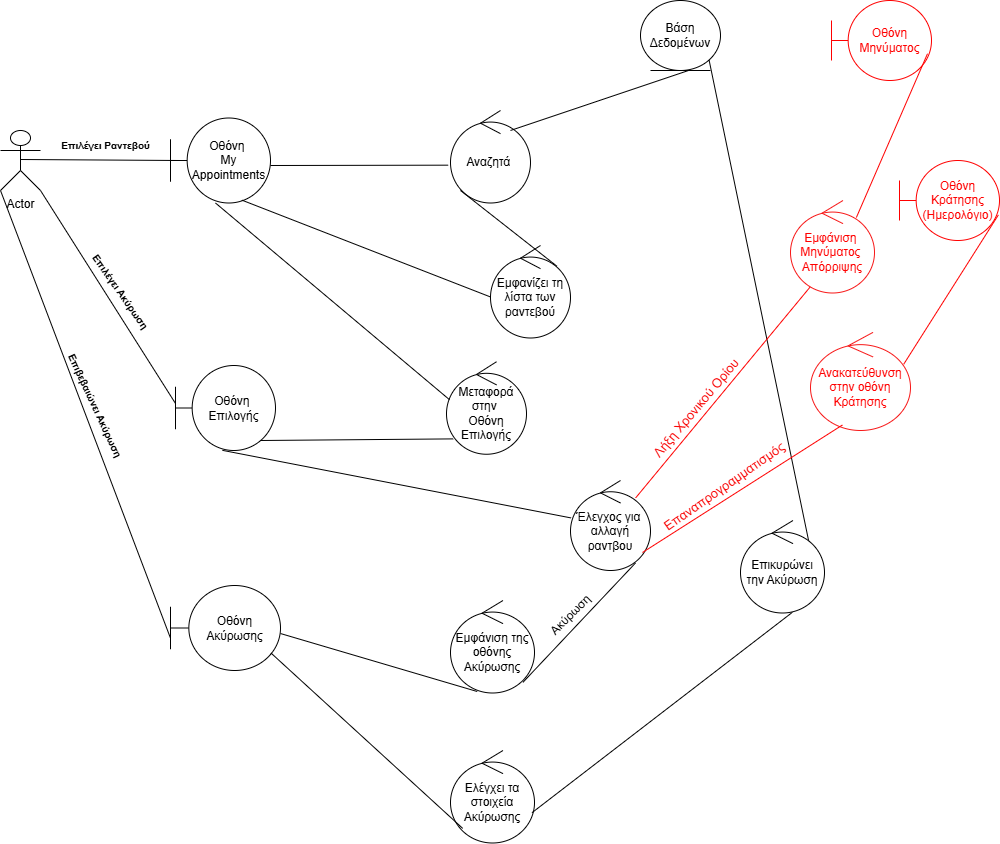 Βάση
Δεδομένων
Οθόνη
Μηνύματος
Επιλέγει Ραντεβού
Οθόνη
My
Appointments
Αναζητά
Actor
Οθόνη
Κράτησης
(Ημερολόγιο)
Εμφάνιση
Μηνύματος
Απόρριψης
Επιλέγει Ακύρωση
Εμφανίζει τη
λίστα των
ραντεβού
Επιβεβαιώνει Ακύρωση
Οθόνη
Επιλογής
Μεταφορά
στην
Οθόνη
Επιλογής
Λήξη Χρονικού Ορίου
Ανακατεύθυνση
στην οθόνη
Κράτησης
Επαναπρογραμματισμός
Έλεγχος για
αλλαγή
ραντβου
Επικυρώνει
την Ακύρωση
Οθόνη
Ακύρωσης
Ακύρωση
Εμφάνιση της
οθόνης
Ακύρωσης
Ελέγχει τα
στοιχεία
Ακύρωσης